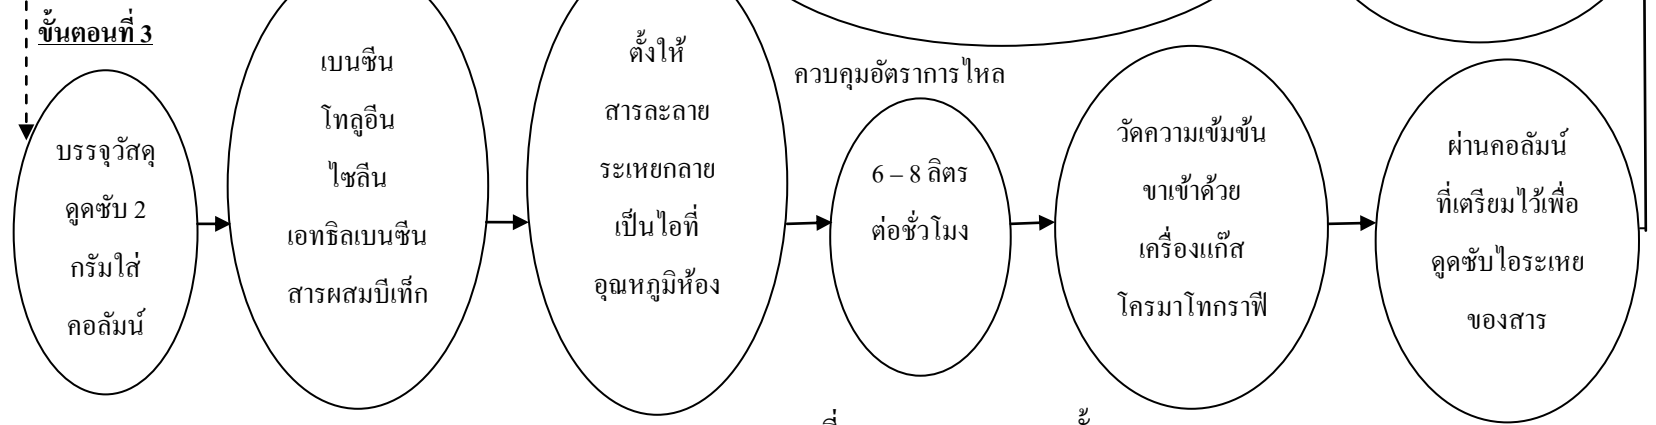 ขั้นตอนที่ 3
บรรจุวัสดุ
ดูดซับ 2
กรัมใส่
คอลัมน์
เบนซีน
โทลูอีน
ไซลีน
เอทธิลเบนซีน
สารผสมบีเท็ก
ตั้งให้
สารละลาย
ระเหยกลาย
เป็นไอที่
อุณหภูมิห้อง
ควบคุมอัตราการไหล
6 – 8 ลิตร
ต่อชั่วโมง
วัดความเข้มข้น
ขาเข้าด้วย
เครื่องแก๊ส
โครมาโทกราฟี
ผ่านคอลัมน์
ที่เตรียมไว้เพื่อ
ดูดซับไอระเหย
ของสาร